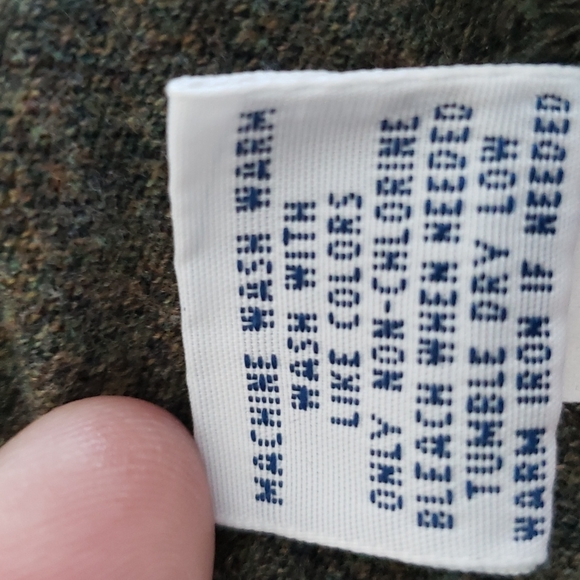 MACHINE WASH WARM
WASH WITH
LIKE COLORS
ONLY NON-CHLORINE
BLEACH WHEN NEEDED
TUMBLE DRY LOW
WARM IRON IF NEEDED